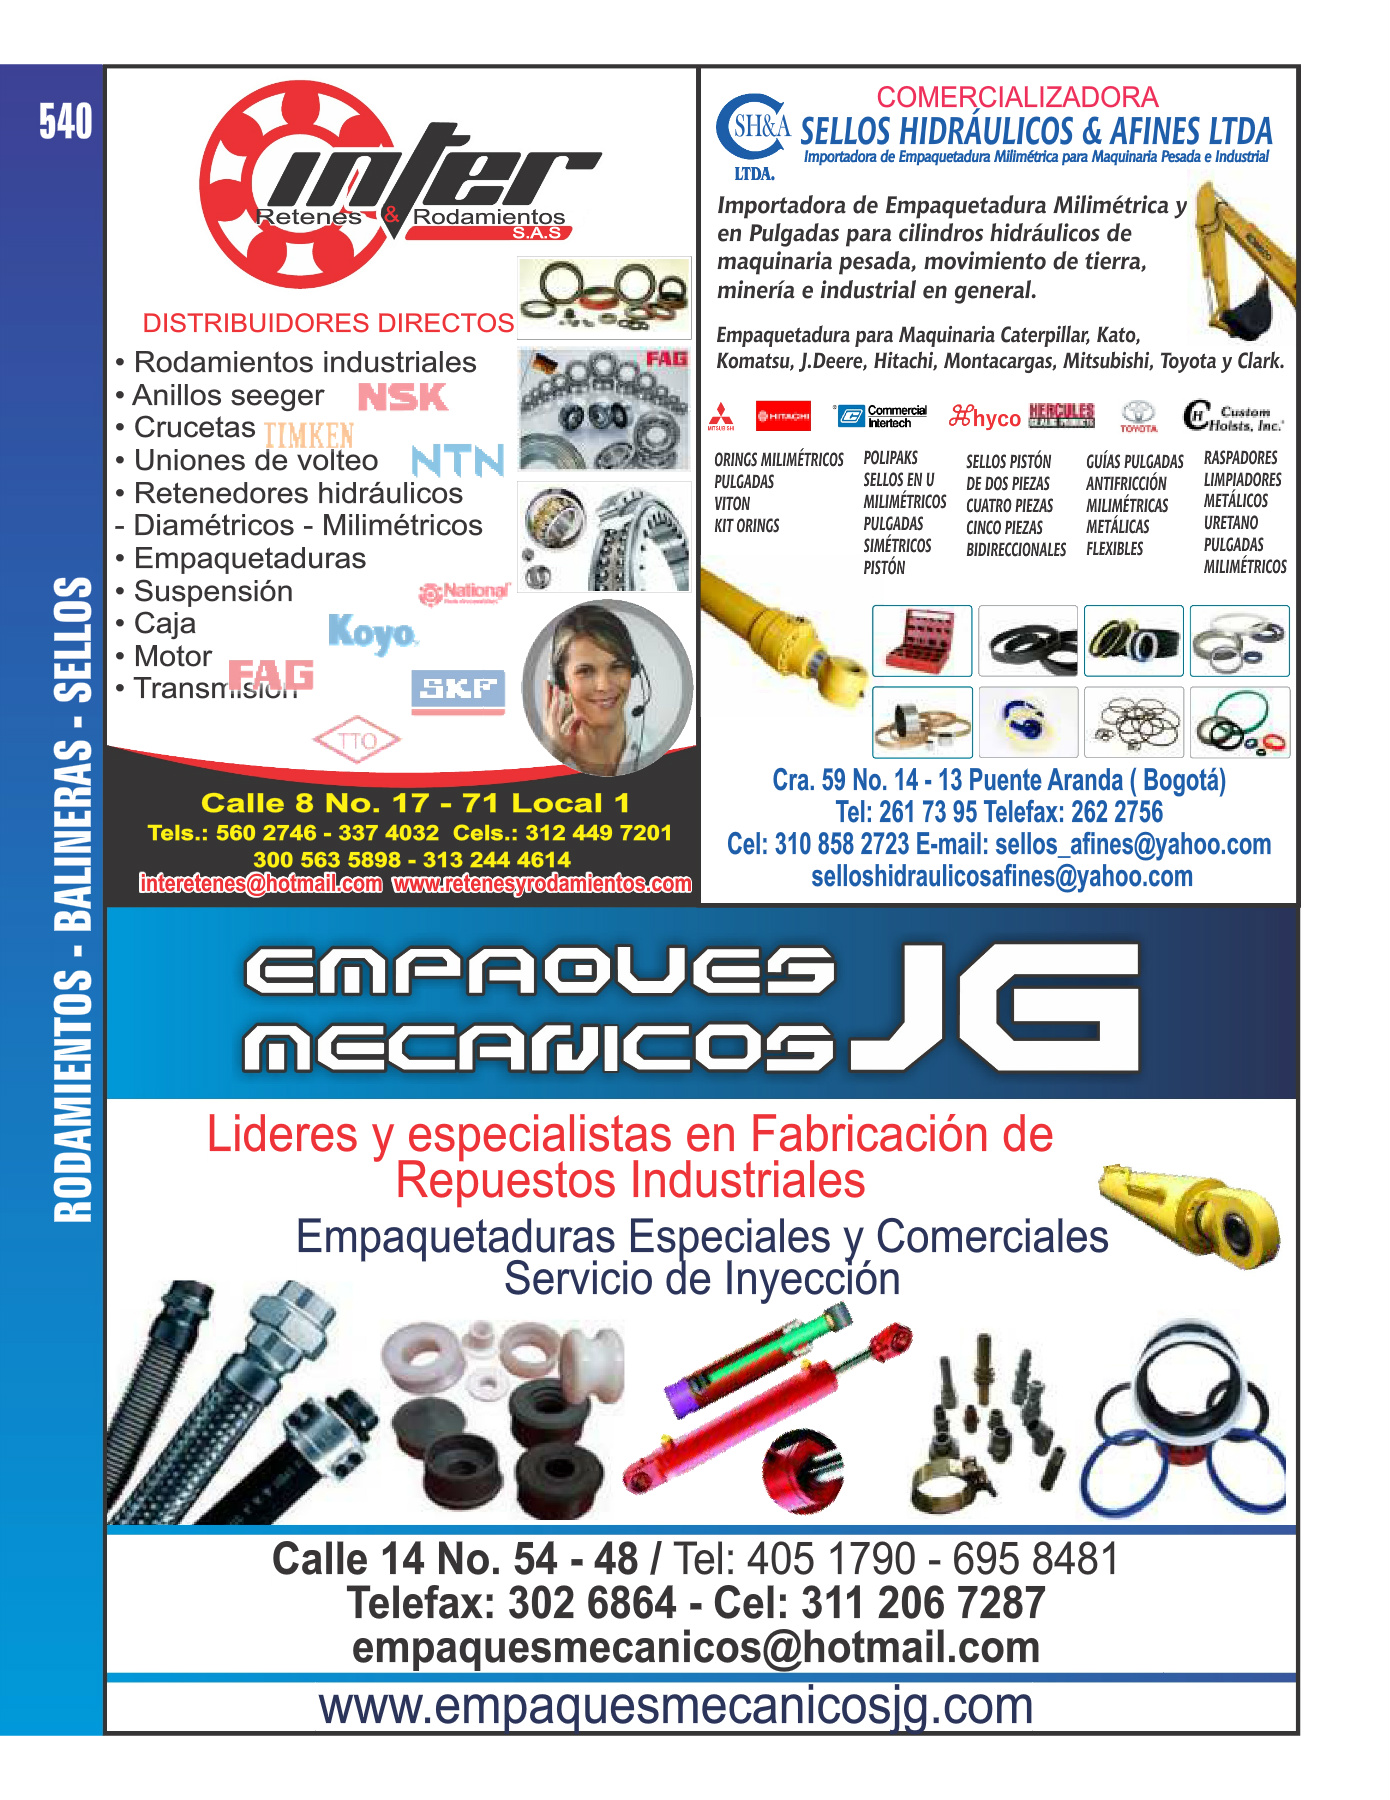 540
RODAMIENTOS - BALINERAS - SELLOS
inter
Retenes & Rodamientos
S.A.S
DISTRIBUIDORES DIRECTOS
• Rodamientos industriales
• Anillos seeger
NSK
• Crucetas
TIMKEN
• Uniones de volteo
NTN
• Retenedores hidráulicos
- Diamétricos - Milimétricos
• Empaquetaduras
• Suspensión
National
• Caja
Koyo
• Motor
FAG
• Transmisión
SKF
TTO
FAG
Calle 8 No. 17 - 71 Local 1
Tels.: 560 2746 - 337 4032 Cels.: 312 449 7201
300 563 5898 - 313 244 4614
interetenes@hotmail.com www.retenesyrodamientos.com
COMERCIALIZADORA
SH&A
LTDA.
SELLOS HIDRÁULICOS & AFINES LTDA
Importadora de Empaquetadura Milimétrica para Maquinaria Pesada e Industrial
Importadora de Empaquetadura Milimétrica y
en Pulgadas para cilindros hidráulicos de
maquinaria pesada, movimiento de tierra,
minería e industrial en general.
Empaquetadura para Maquinaria Caterpillar, Kato,
Komatsu, J.Deere, Hitachi, Montacargas, Mitsubishi, Toyota y Clark.
MITSUBISHI
HITACHI
Commercial
Intertech
hyco
HERCULES
TOYOTA
CH Custom
Hoists, Inc.
ORINGS MILIMÉTRICOS
PULGADAS
VITON
KIT ORINGS
POLIPAKS
SELLOS EN U
MILIMÉTRICOS
PULGADAS
SIMÉTRICOS
PISTÓN
SELLOS PISTÓN
DE DOS PIEZAS
CUATRO PIEZAS
CINCO PIEZAS
BIDIRECCIONALES
GUÍAS PULGADAS
ANTIFRICCIÓN
MILIMÉTRICAS
METÁLICAS
FLEXIBLES
RASPADORES
LIMPIADORES
METÁLICOS
URETANO
PULGADAS
MILIMÉTRICOS
Cra. 59 No. 14 - 13 Puente Aranda ( Bogotá)
Tel: 261 73 95 Telefax: 262 2756
Cel: 310 858 2723 E-mail: sellos_afines@yahoo.com
selloshidraulicosafines@yahoo.com
EMPAQUES
MECANICOS JG
Lideres y especialistas en Fabricación de
Repuestos Industriales
Empaquetaduras Especiales y Comerciales
Servicio de Inyección
Calle 14 No. 54 - 48 / Tel: 405 1790 - 695 8481
Telefax: 302 6864 - Cel: 311 206 7287
empaquesmecanicos@hotmail.com
www.empaquesmecanicosjg.com